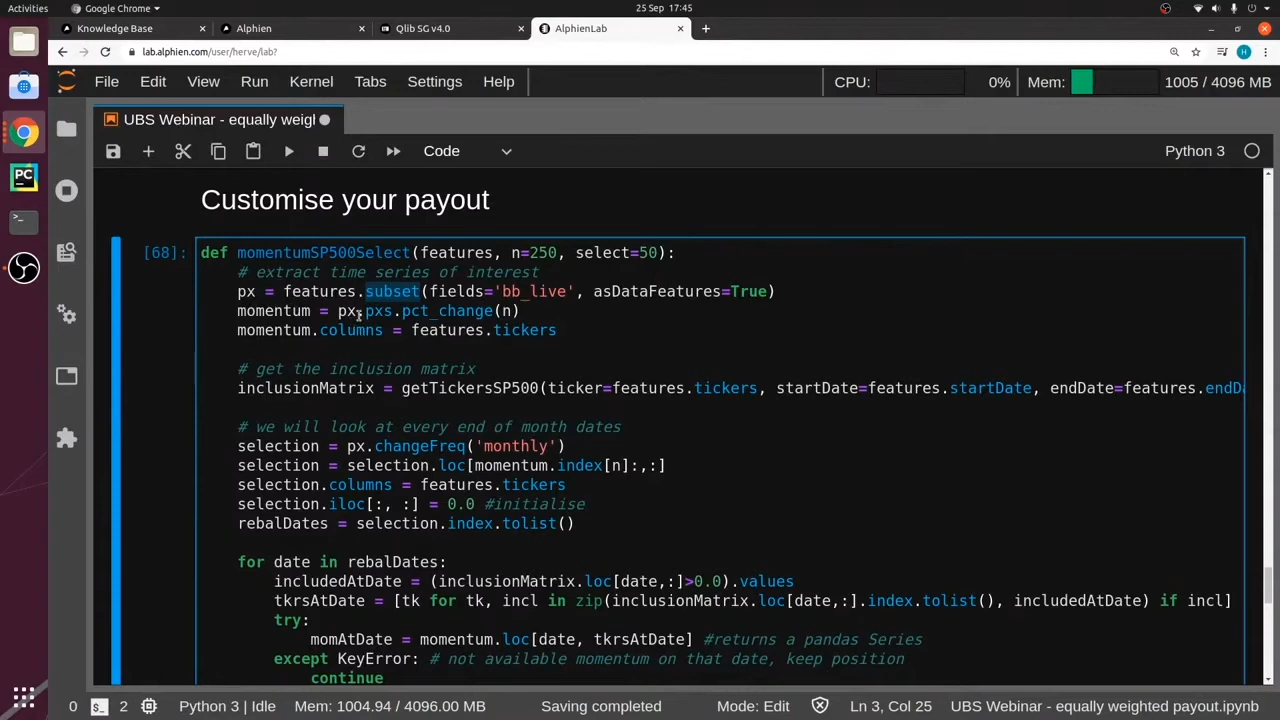 Activities
Google Chrome
25 Sep 17:45
Knowledge Base
Alphien
Qlib SG v4.0
AlphienLab
lab.alphien.com/user/herve/lab?
H
File Edit View Run Kernel Tabs Settings Help
CPU: 0% Mem: 1005 / 4096 MB
UBS Webinar - equally weigl
Code
Python 3
PC
Customise your payout
[68]:
def momentumSP500Select(features, n=250, select=50):
# extract time series of interest
px = features.subset(fields='bb_live', asDataFeatures=True)
momentum = px.pxs.pct_change(n)
momentum.columns = features.tickers
# get the inclusion matrix
inclusionMatrix = getTickersSP500(ticker=features.tickers, startDate=features.startDate, endDate=features.endDa
# we will look at every end of month dates
selection = px.changeFreq('monthly')
selection = selection.loc[momentum.index[n]:,:]
selection.columns = features.tickers
selection.iloc[:, :] = 0.0 #initialise
rebalDates = selection.index.tolist()
for date in rebalDates:
includedAtDate = (inclusionMatrix.loc[date,:]>0.0).values
tkrsAtDate = [tk for tk, incl in zip(inclusionMatrix.loc[date,:].index.tolist(), includedAtDate) if incl]
try:
momAtDate = momentum.loc[date, tkrsAtDate] #returns a pandas Series
except KeyError: # not available momentum on that date, keep position
continue
0 2 Python 3 | Idle Mem: 1004.94 / 4096.00 MB Saving completed Mode: Edit Ln 3, Col 25 UBS Webinar - equally weighted payout.ipynb